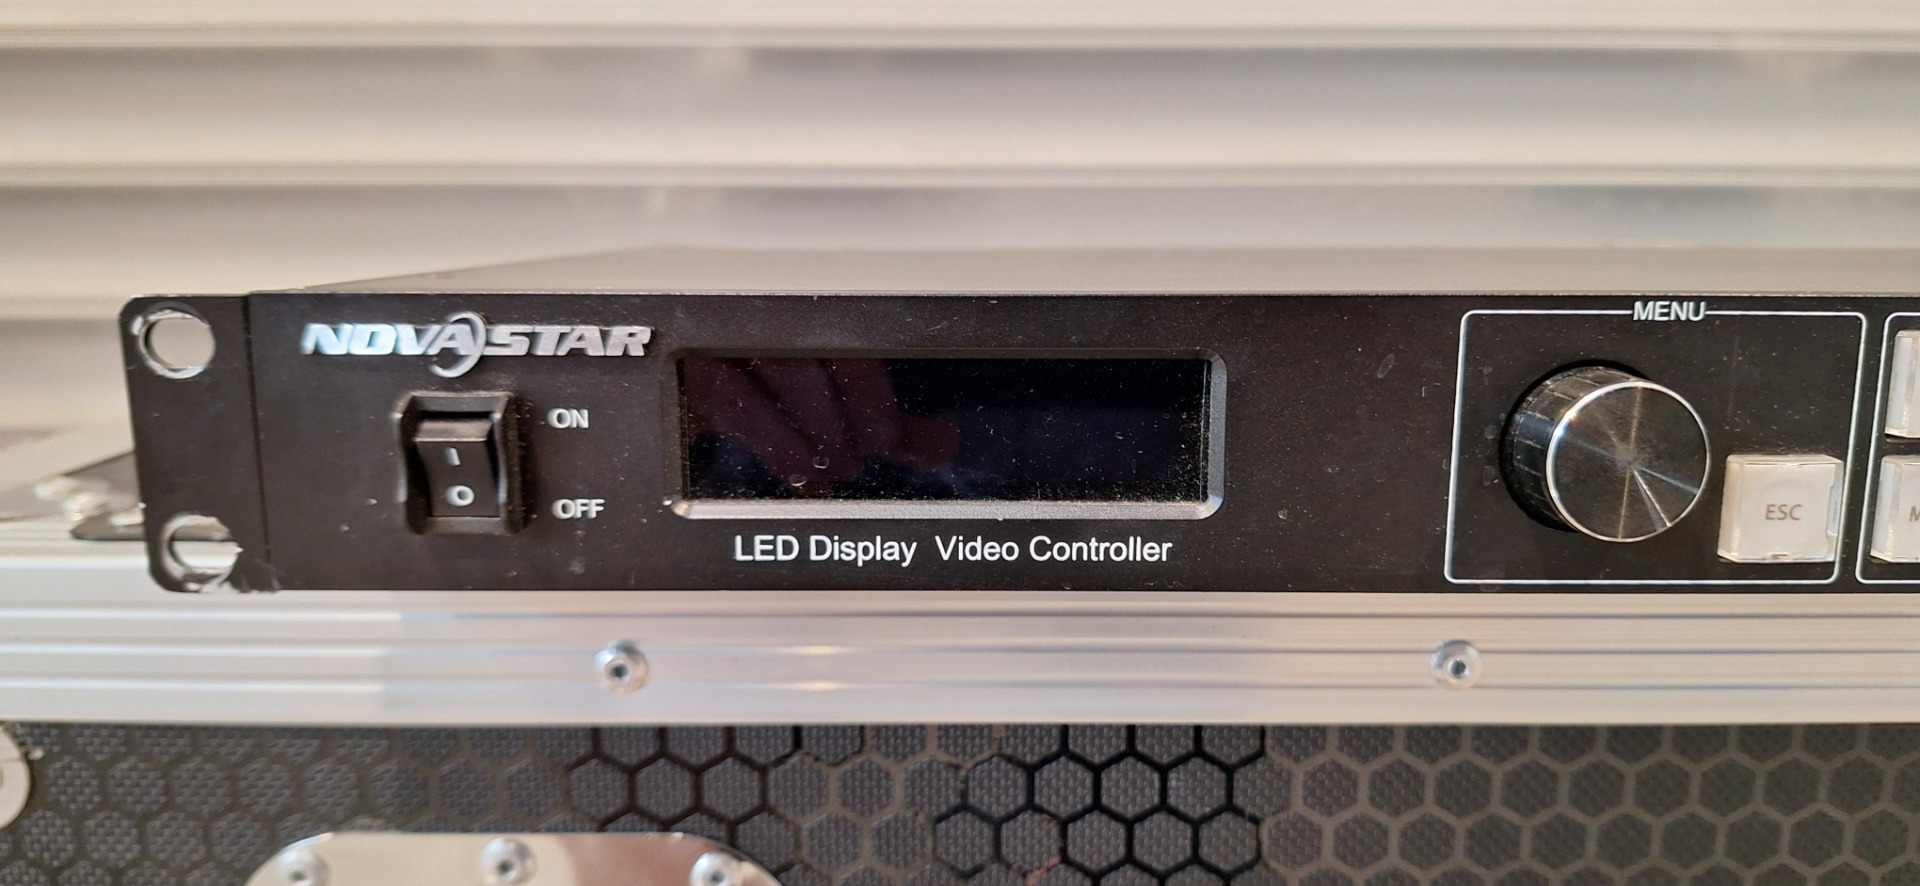 NOVASTAR
MENU
ON
I
O
OFF
ESC
M
LED Display Video Controller